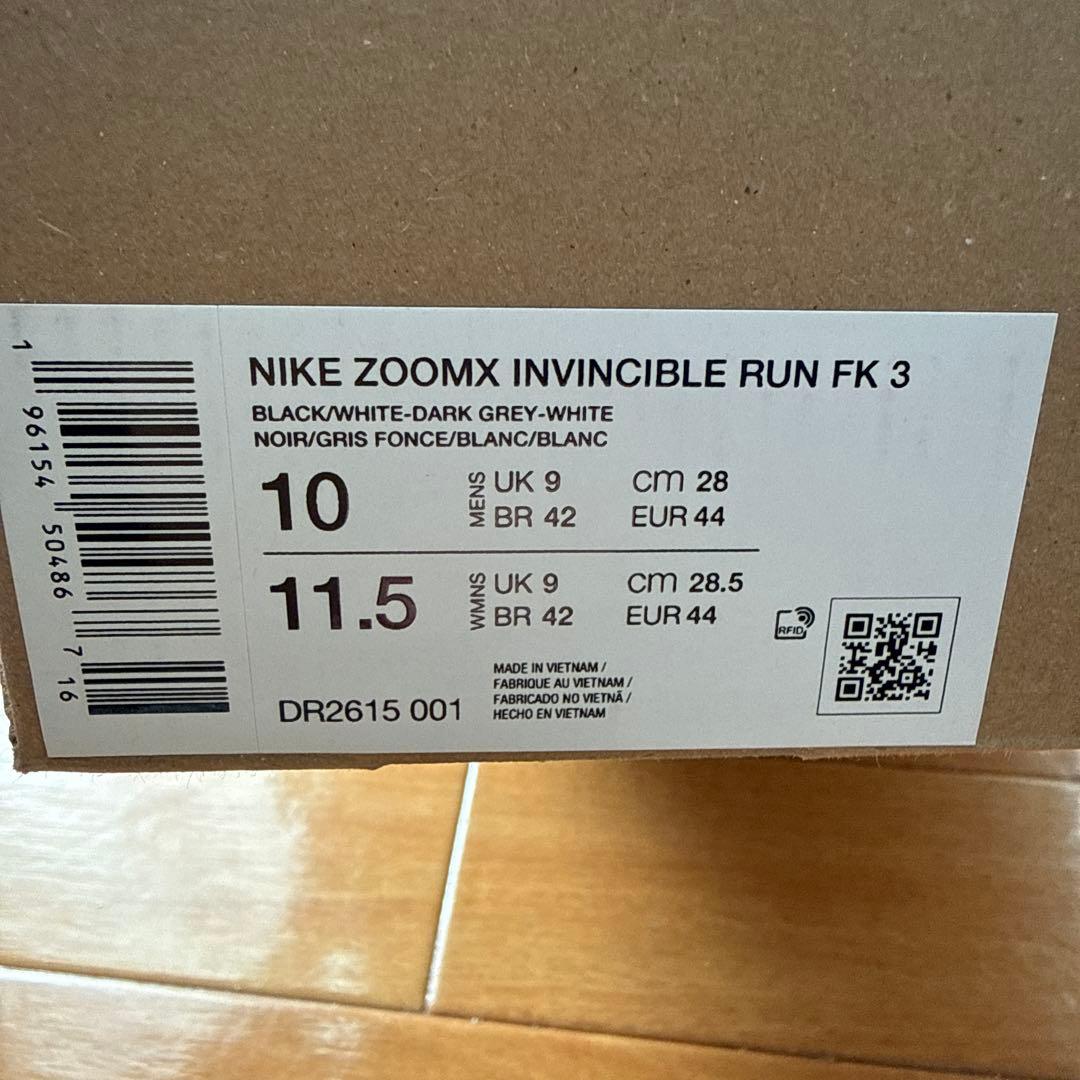 1 96154 50486 7 16
NIKE ZOOMX INVINCIBLE RUN FK 3
BLACK/WHITE-DARK GREY-WHITE
NOIR/GRIS FONCE/BLANC/BLANC
10 MENS UK 9 cm 28
BR 42 EUR 44
11.5 WMNS UK 9 cm 28.5
BR 42 EUR 44
RFID
DR2615 001
MADE IN VIETNAM /
FABRIQUE AU VIETNAM /
FABRICADO NO VIETNÃ /
HECHO EN VIETNAM